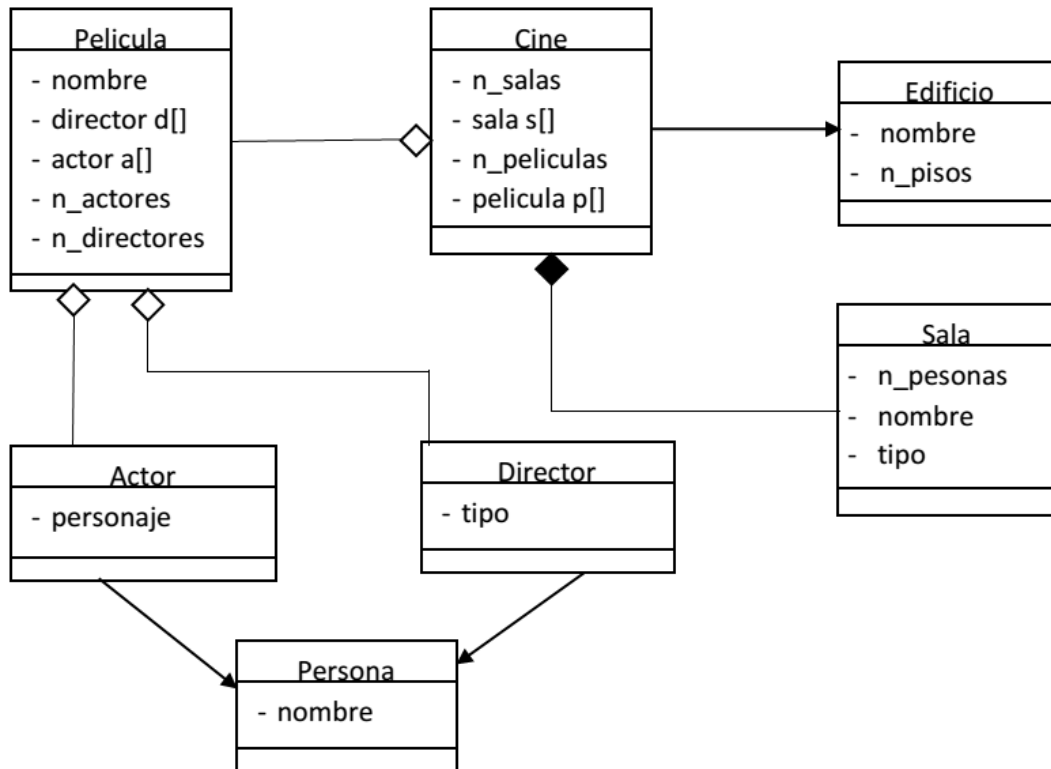 Pelicula
- nombre
- director d[]
- actor a[]
- n_actores
- n_directores
Cine
- n_salas
- sala s[]
- n_peliculas
- pelicula p[]
Edificio
- nombre
- n_pisos
Sala
- n_pesonas
- nombre
- tipo
Actor
- personaje
Director
- tipo
Persona
- nombre